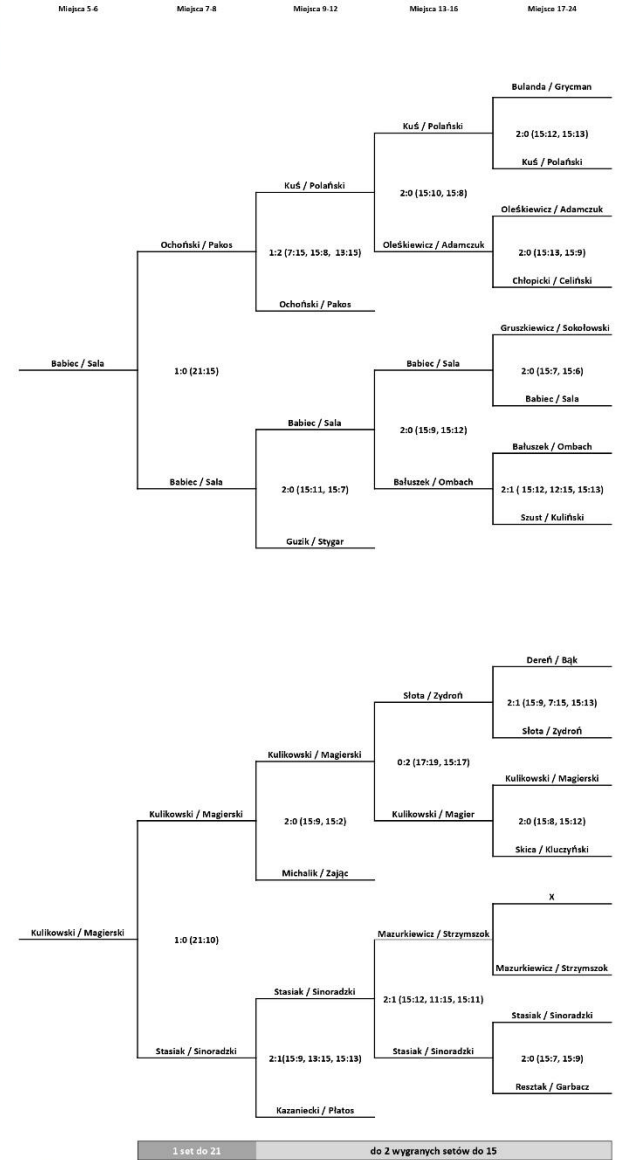 Miejsca 5-6 Miejsca 7-8 Miejsca 9-12 Miejsca 13-16 Miejsce 17-24
Bulanda / Grycman
Kuś / Polański 2:0 (15:12, 15:13)
Kuś / Polański
Kuś / Polański 2:0 (15:10, 15:8)
Oleśkiewicz / Adamczuk
Ochoński / Pakos 1:2 (7:15, 15:8, 13:15) Oleśkiewicz / Adamczuk 2:0 (15:13, 15:9)
Chłopicki / Celiński
Ochoński / Pakos
Gruszkiewicz / Sokołowski
Babiec / Sala 1:0 (21:15) Babiec / Sala 2:0 (15:7, 15:6)
Babiec / Sala
Babiec / Sala 2:0 (15:9, 15:12)
Bałuszek / Ombach
Babiec / Sala 2:0 (15:11, 15:7) Bałuszek / Ombach 2:1 ( 15:12, 12:15, 15:13)
Szust / Kuliński
Guzik / Stygar
Dereń / Bąk
Słota / Zydroń 2:1 (15:9, 7:15, 15:13)
Słota / Zydroń
Kulikowski / Magierski 0:2 (17:19, 15:17)
Kulikowski / Magierski
Kulikowski / Magierski 2:0 (15:9, 15:2) Kulikowski / Magier 2:0 (15:8, 15:12)
Skica / Kluczyński
Michalik / Zając
X
Kulikowski / Magierski 1:0 (21:10) Mazurkiewicz / Strzymszok
Mazurkiewicz / Strzymszok
Stasiak / Sinoradzki 2:1 (15:12, 11:15, 15:11)
Stasiak / Sinoradzki
Stasiak / Sinoradzki 2:1(15:9, 13:15, 15:13) Stasiak / Sinoradzki 2:0 (15:7, 15:9)
Resztak / Garbacz
Kazaniecki / Płatos
1 set do 21 do 2 wygranych setów do 15